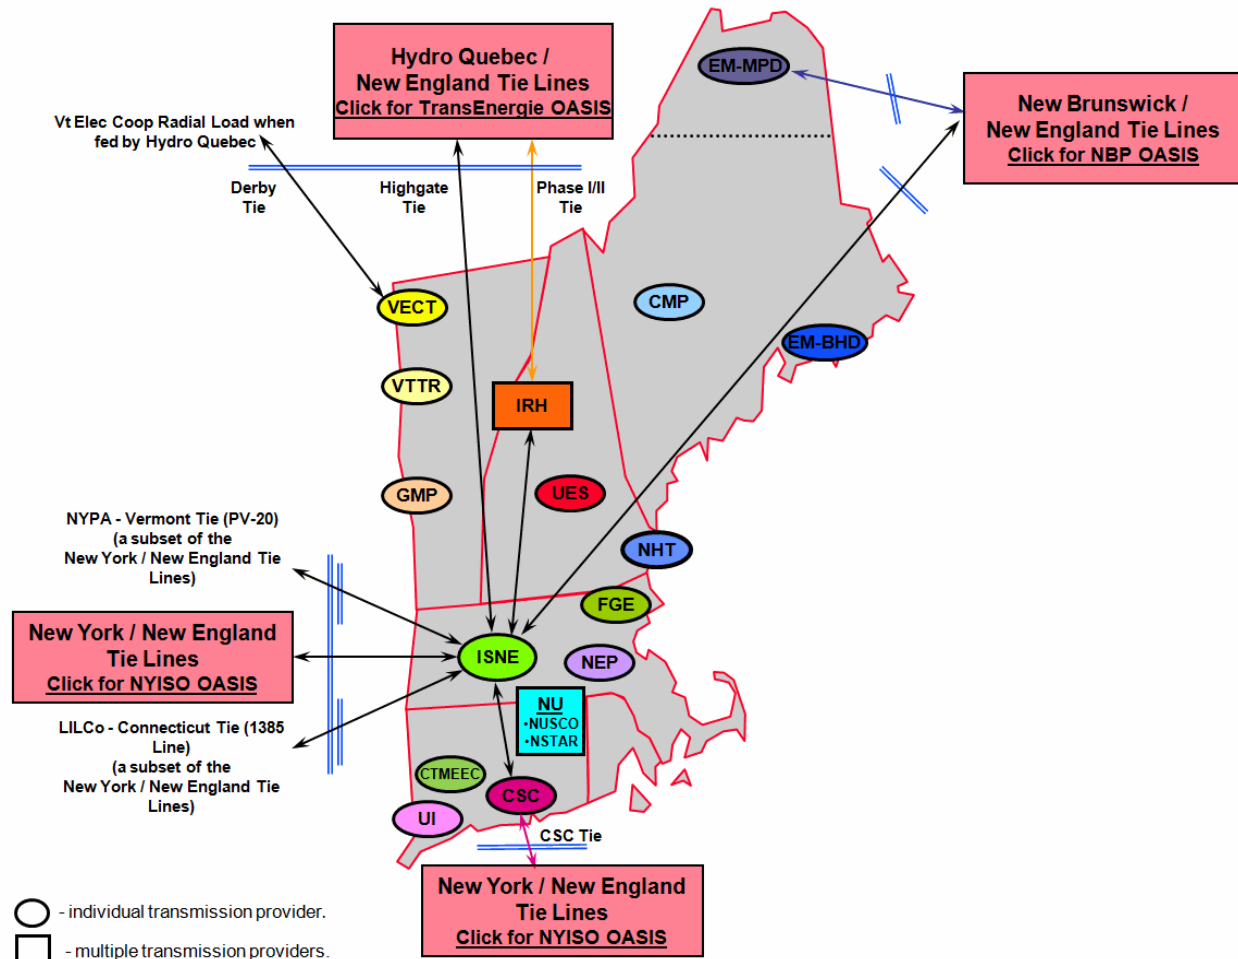 Hydro Quebec /
New England Tie Lines
Click for TransEnergie OASIS
EM-MPD
New Brunswick /
New England Tie Lines
Click for NBP OASIS
Vt Elec Coop Radial Load when
fed by Hydro Quebec
Derby
Tie
Highgate
Tie
Phase I/II
Tie
VECT
CMP
EM-BHD
VTTR
IRH
GMP
UES
NYPA - Vermont Tie (PV-20)
(a subset of the
New York / New England Tie
Lines)
NHT
FGE
New York / New England
Tie Lines
Click for NYISO OASIS
ISNE
NEP
NU
•NUSCO
•NSTAR
LILCo - Connecticut Tie (1385
Line)
(a subset of the
New York / New England Tie
Lines)
CTMEEC
CSC
UI
CSC Tie
New York / New England
Tie Lines
Click for NYISO OASIS
- individual transmission provider.
- multiple transmission providers.